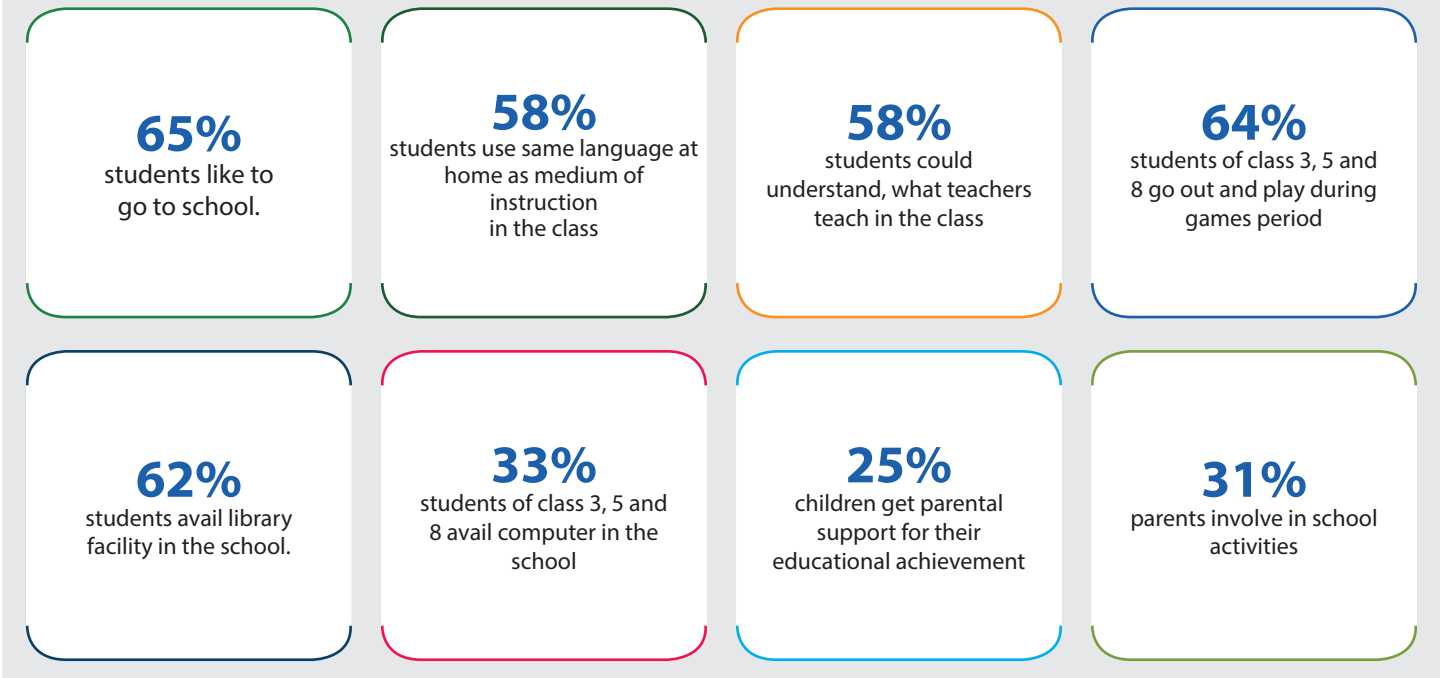 65%
students like to
go to school.
58%
students use same language at
home as medium of
instruction
in the class
58%
students could
understand, what teachers
teach in the class
64%
students of class 3, 5 and
8 go out and play during
games period
62%
students avail library
facility in the school.
33%
students of class 3, 5 and
8 avail computer in the
school
25%
children get parental
support for their
educational achievement
31%
parents involve in school
activities